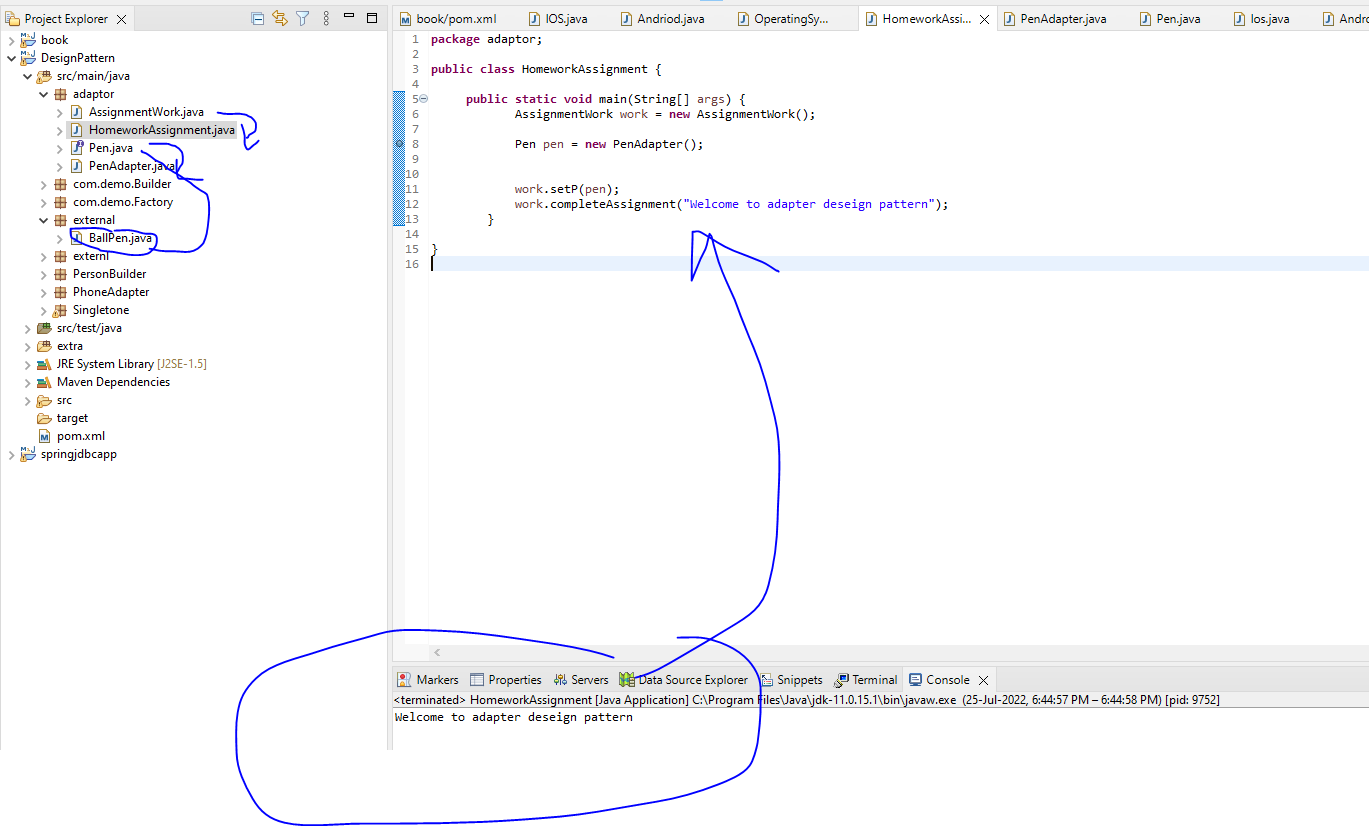 Project Explorer
book
DesignPattern
src/main/java
adaptor
AssignmentWork.java
HomeworkAssignment.java
Pen.java
PenAdapter.java
com.demo.Builder
com.demo.Factory
external
BallPen.java
externl
PersonBuilder
PhoneAdapter
Singletone
src/test/java
extra
JRE System Library [J2SE-1.5]
Maven Dependencies
src
target
pom.xml
springjdbcapp
book/pom.xml IOS.java Andriod.java OperatingSy... HomeworkAssi... PenAdapter.java Pen.java Ios.java Andro
1 package adaptor;
2
3 public class HomeworkAssignment {
4
5 public static void main(String[] args) {
6 AssignmentWork work = new AssignmentWork();
7
8 Pen pen = new PenAdapter();
9
10
11 work.setP(pen);
12 work.completeAssignment("Welcome to adapter deseign pattern");
13 }
14
15 }
16
Markers Properties Servers Data Source Explorer Snippets Terminal Console
<terminated> HomeworkAssignment [Java Application] C:\Program Files\Java\jdk-11.0.15.1\bin\javaw.exe (25-Jul-2022, 6:44:57 PM – 6:44:58 PM) [pid: 9752]
Welcome to adapter deseign pattern